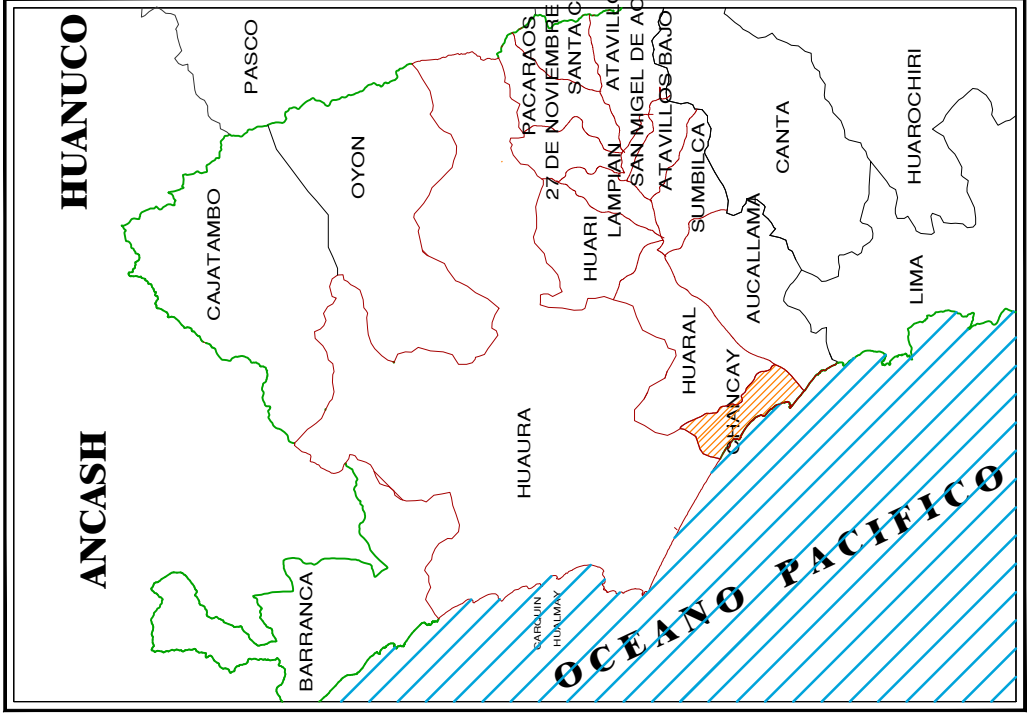 HUANUCO
ANCASH
PASCO
OYON
CAJATAMBO
HUAURA
BARRANCA
CARQUIN
HUALMAY
PACARAOS
27 DE NOVIEMBRE
SANTA C
ATAVILLO
SAN MIGEL DE AC
ATAVILLOS BAJO
LAMPIAN
HUARI
SUMBILCA
CANTA
HUAROCHIRI
AUCALLAMA
LIMA
HUARAL
CHANCAY
OCEANO PACIFICO